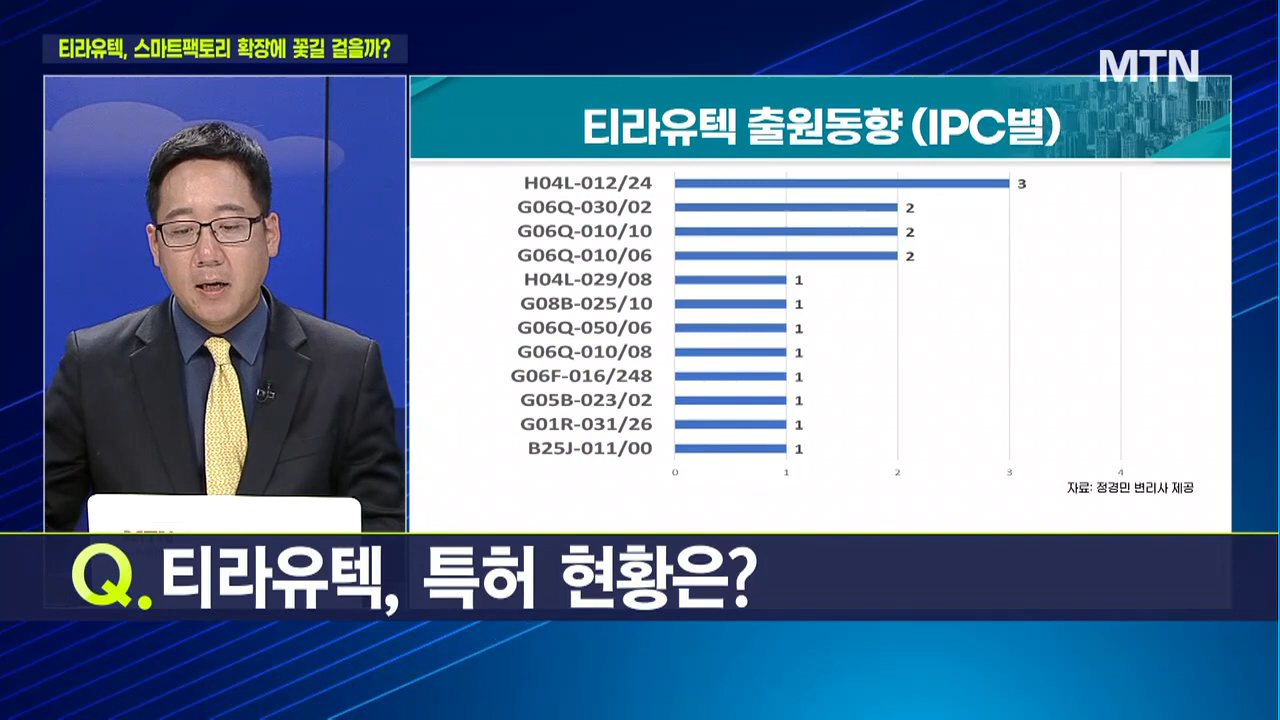 티라유텍, 스마트팩토리 확장에 꽃길 걸을까?
MTN
티라유텍 출원동향 (IPC별)
H04L-012/24 3
G06Q-030/02 2
G06Q-010/10 2
G06Q-010/06 2
H04L-029/08 1
G08B-025/10 1
G06Q-050/06 1
G06Q-010/08 1
G06F-016/248 1
G05B-023/02 1
G01R-031/26 1
B25J-011/00 1
0 1 2 3 4
자료: 정경민 변리사 제공
Q. 티라유텍, 특허 현황은?